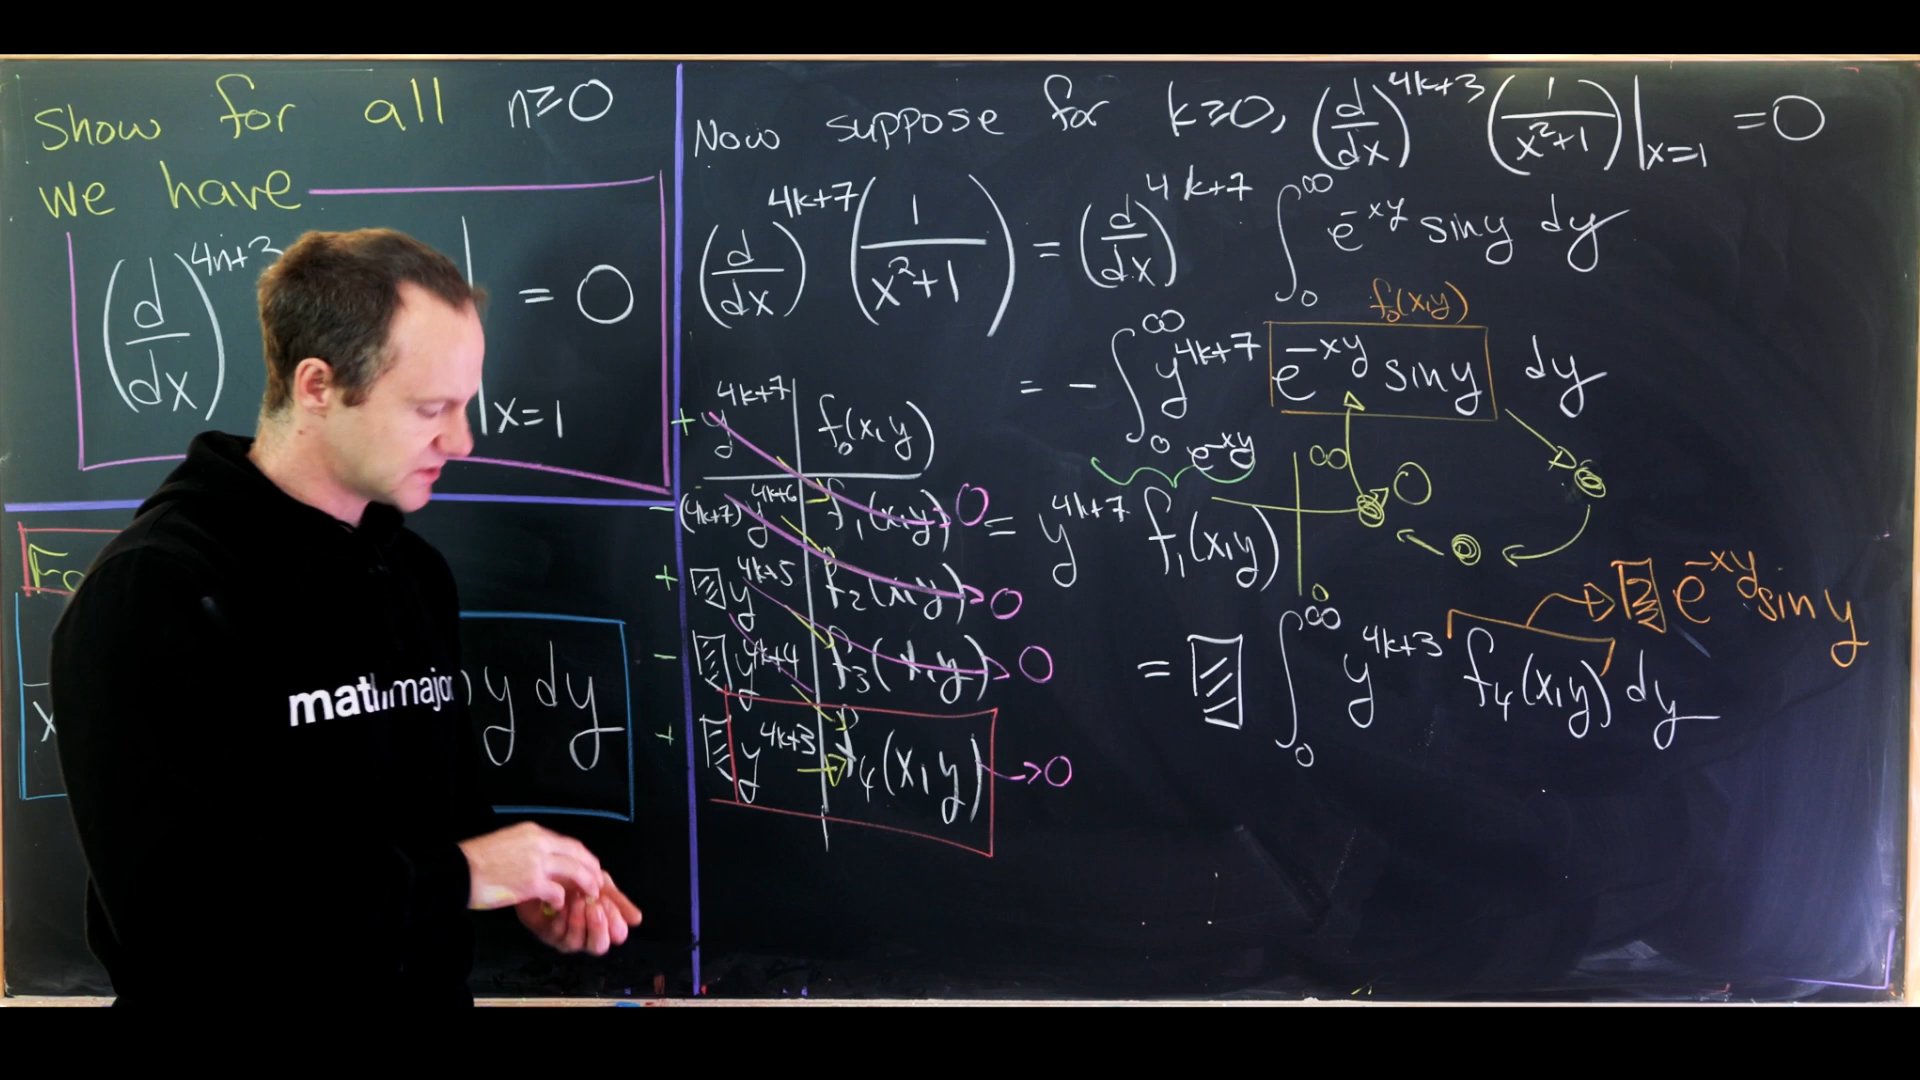 Show for all n≥0
we have
(d/dx)^4n+3 |x=1 = 0
y dy
mathmajor
Now suppose for k≥0, (d/dx)^4k+3 (1/x²+1)|x=1 = 0
(d/dx)^4k+7 (1/x²+1) = (d/dx)^4k+7 ∫₀^∞ e^-xy sin y dy
f₀(x,y)
= - ∫₀^∞ y^4k+7 e^-xy sin y dy
+ y^4k+7 f₀(x,y)
- (4k+7) y^4k+6 f₁(x,y) 0
+ y^4k+5 f₂(x,y) → 0
- y^4k+4 f₃(x,y) → 0
+ y^4k+3 f₄(x,y) → 0
e^-xy
= y^4k+7 f₁(x,y) |₀^∞ 0
= ∫₀^∞ y^4k+3 f₄(x,y) dy
→ e^-xy sin y